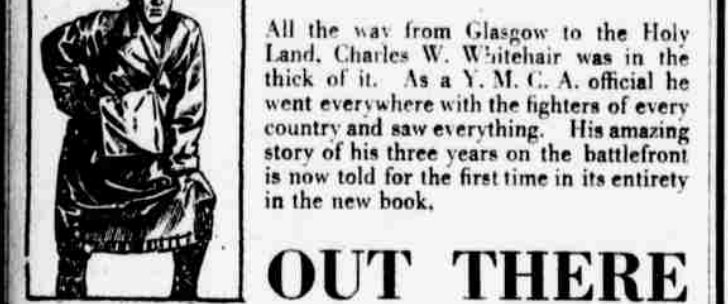 All the way from Glasgow to the Holy
Land, Charles W. Whitehair was in the
thick of it. As a Y. M. C. A. official he
went everywhere with the fighters of every
country and saw everything. His amazing
story of his three years on the battlefront
is now told for the first time in its entirety
in the new book,
OUT THERE